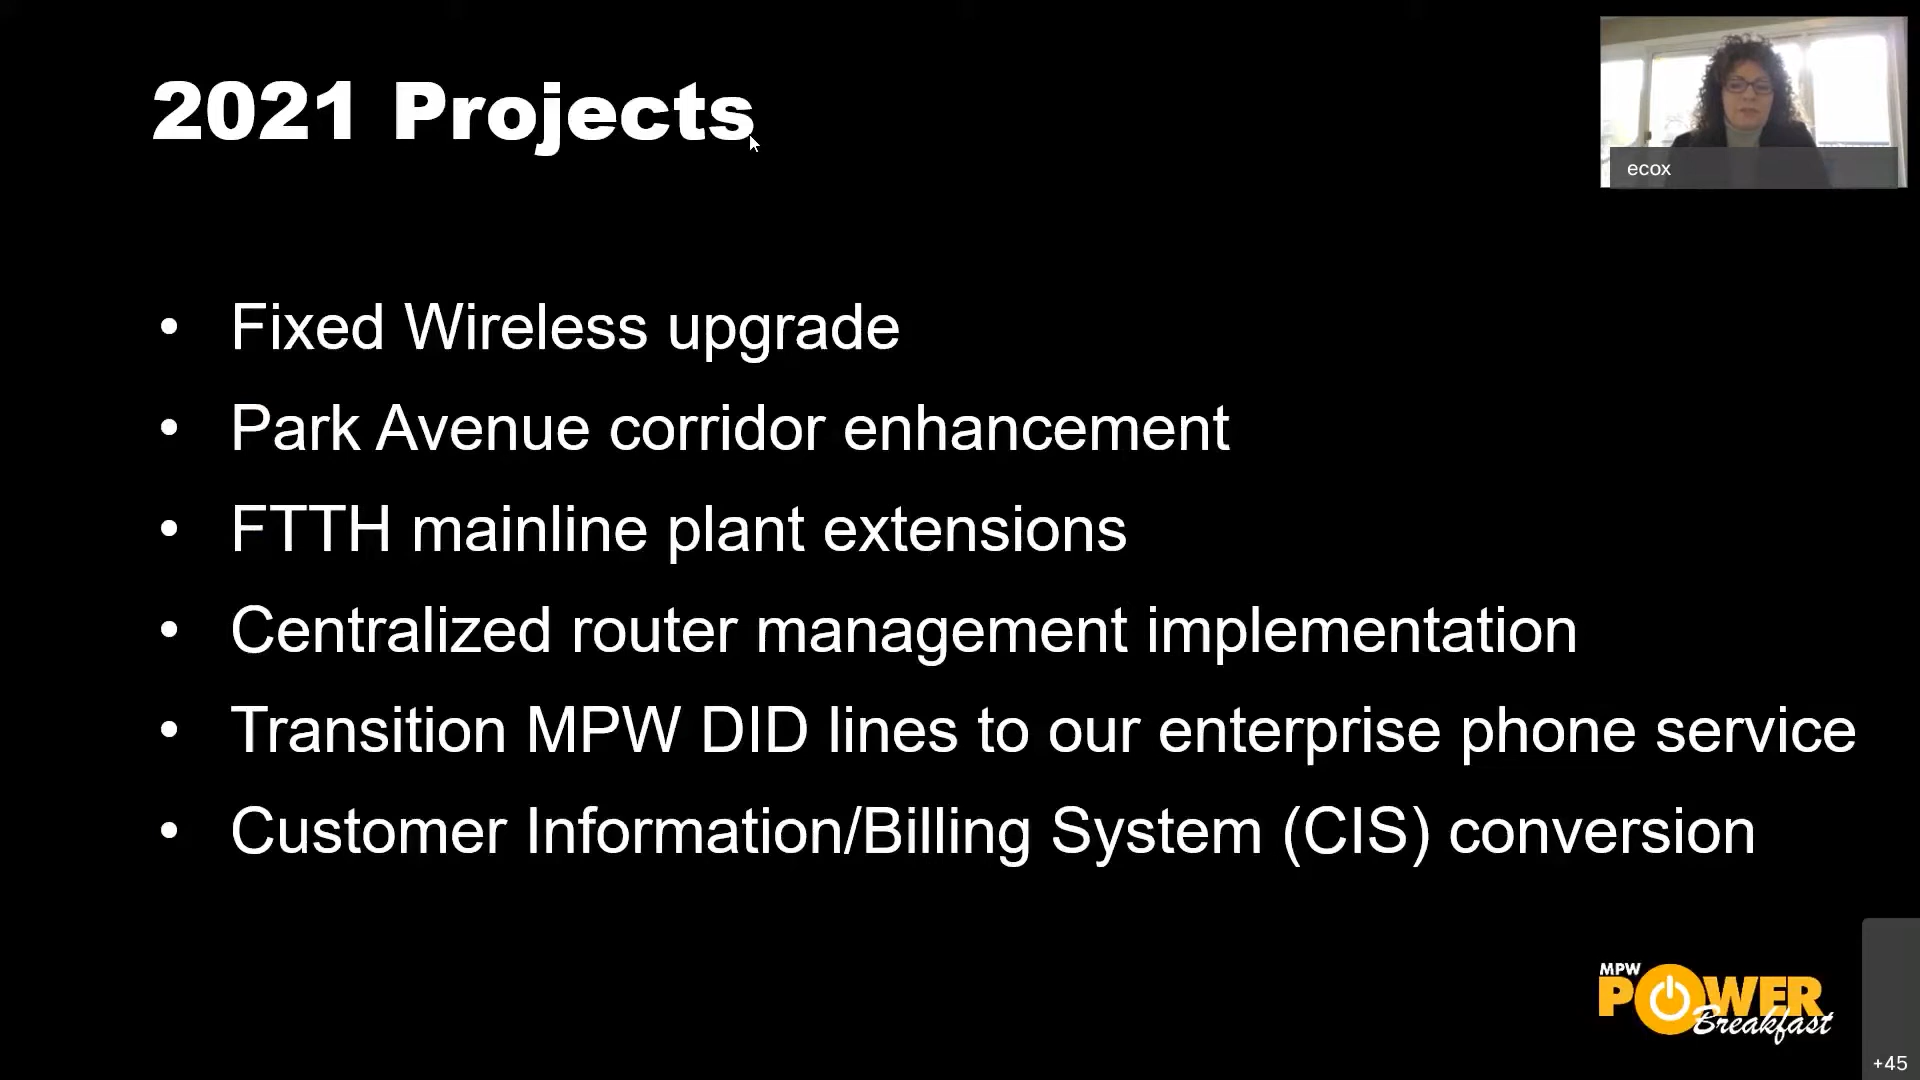 2021 Projects
ecox
• Fixed Wireless upgrade
• Park Avenue corridor enhancement
• FTTH mainline plant extensions
• Centralized router management implementation
• Transition MPW DID lines to our enterprise phone service
• Customer Information/Billing System (CIS) conversion
MPW
POWER
Breakfast
+45